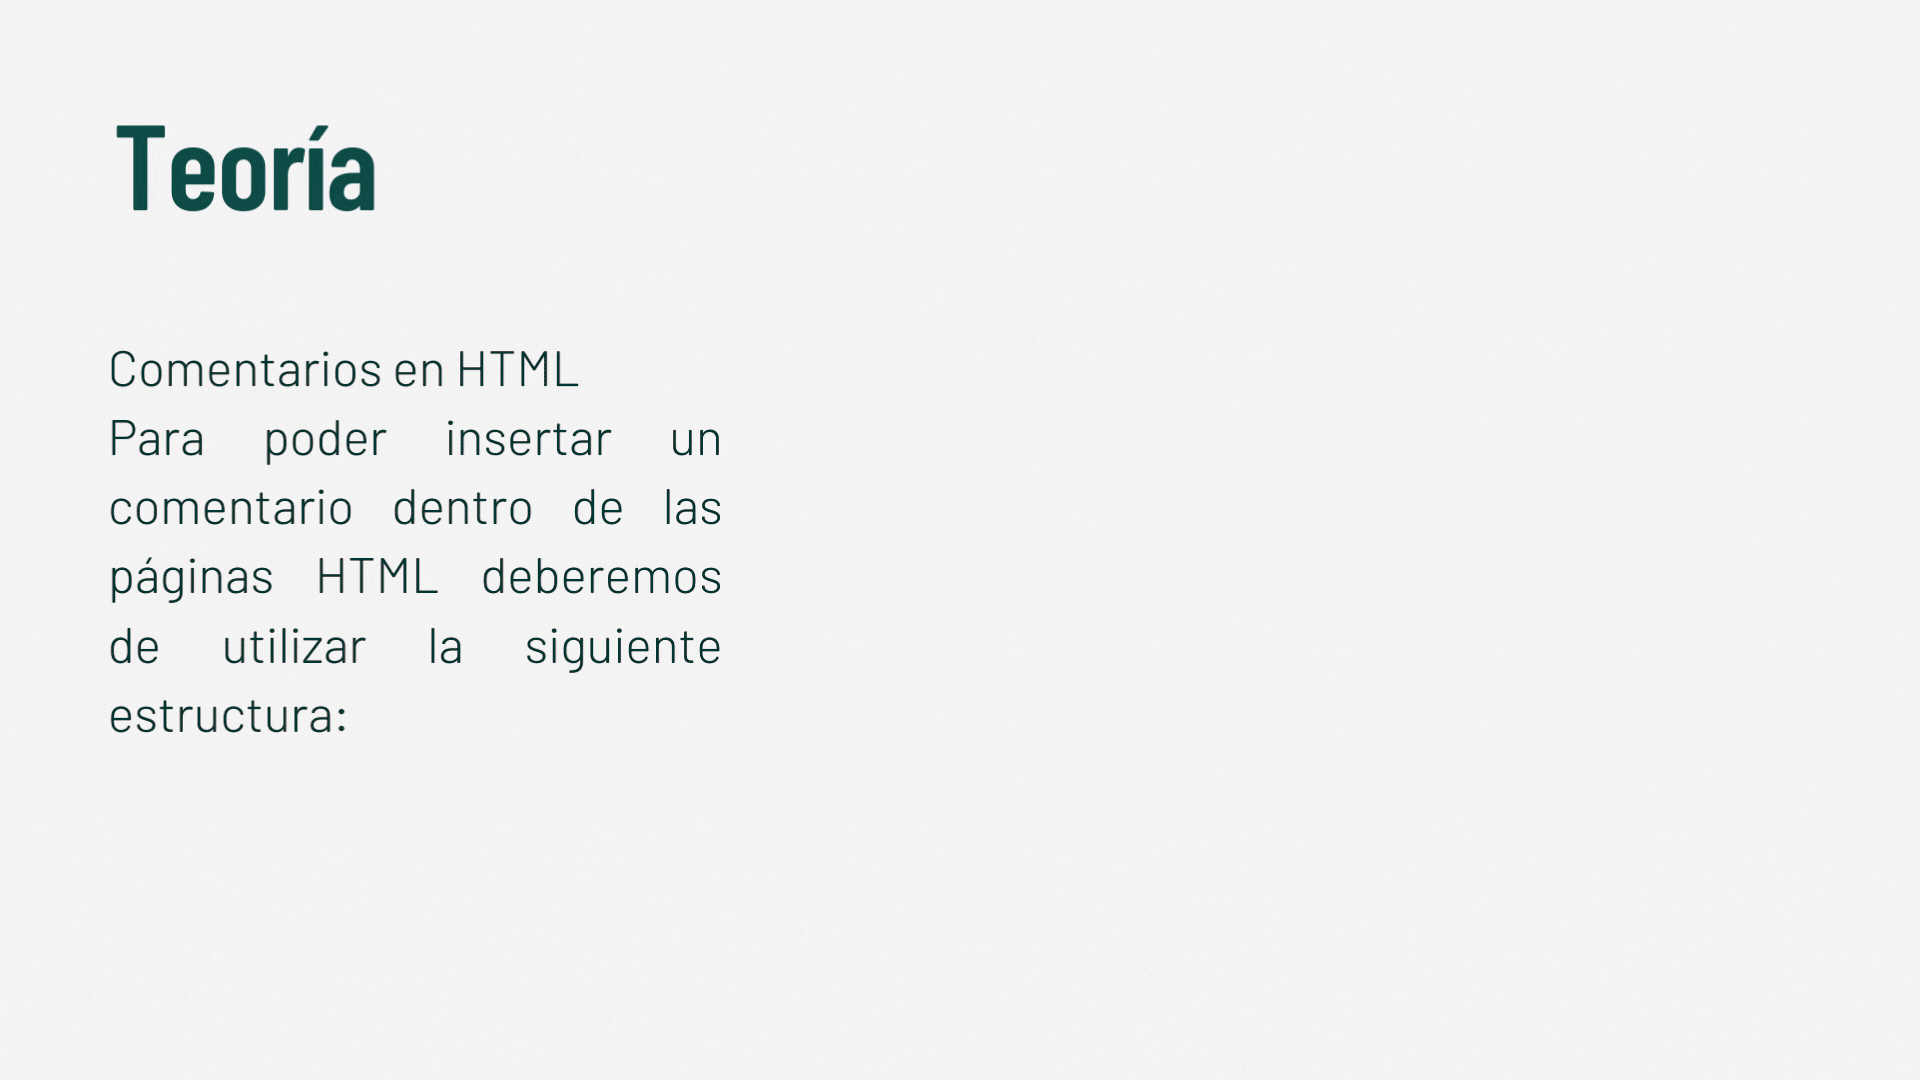 Teoría
Comentarios en HTML
Para poder insertar un
comentario dentro de las
páginas HTML deberemos
de utilizar la siguiente
estructura: